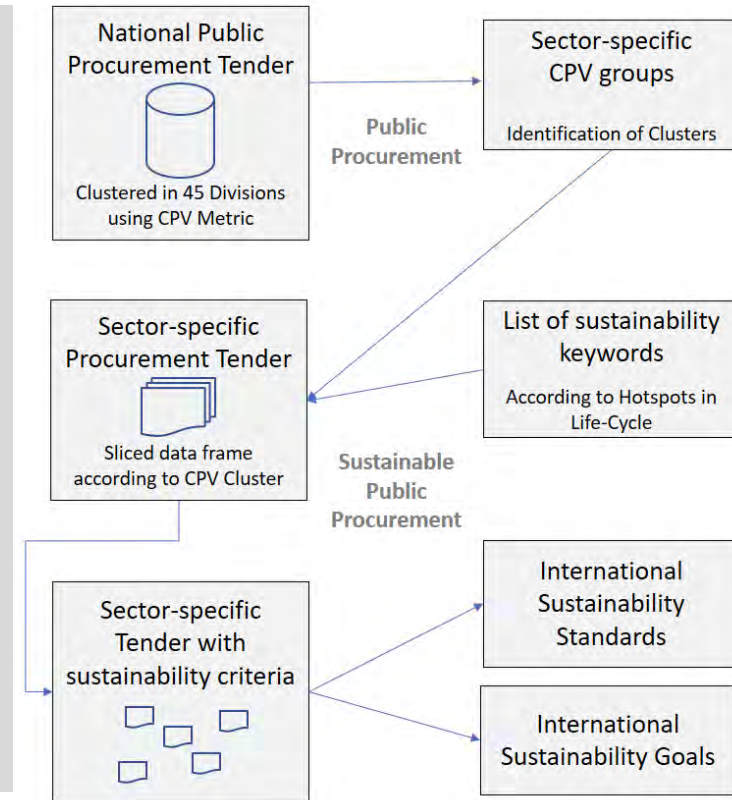 National Public
Procurement Tender
Clustered in 45 Divisions
using CPV Metric
Public
Procurement
Sector-specific
CPV groups
Identification of Clusters
Sector-specific
Procurement Tender
Sliced data frame
according to CPV Cluster
List of sustainability
keywords
According to Hotspots in
Life-Cycle
Sustainable
Public
Procurement
Sector-specific
Tender with
sustainability criteria
International
Sustainability
Standards
International
Sustainability Goals